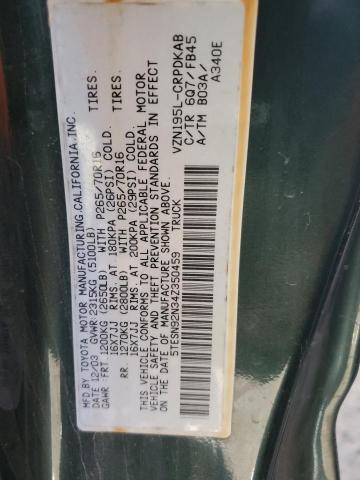 MFD BY TOYOTA MOTOR MANUFACTURING,CALIFORNIA,INC.
DATE 12/03 GVWR 2315KG (5100LB)
GAWR: FRT 1200KG (2650LB) WITH P265/70R16 TIRES.
16X7JJ RIMS. AT 180KPA (26PSI) COLD.
RR 1270KG (2800LB) WITH P265/70R16 TIRES.
16X7JJ RIMS. AT 200KPA (29PSI) COLD.
THIS VEHICLE CONFORMS TO ALL APPLICABLE FEDERAL MOTOR
VEHICLE SAFETY AND THEFT PREVENTION STANDARDS IN EFFECT
ON THE DATE OF MANUFACTURE SHOWN ABOVE.
5TESN92N34Z350459 TRUCK
VZN195L-CRPDKAB
C/TR 6Q7/FB45
A/TM B03A/
A340E